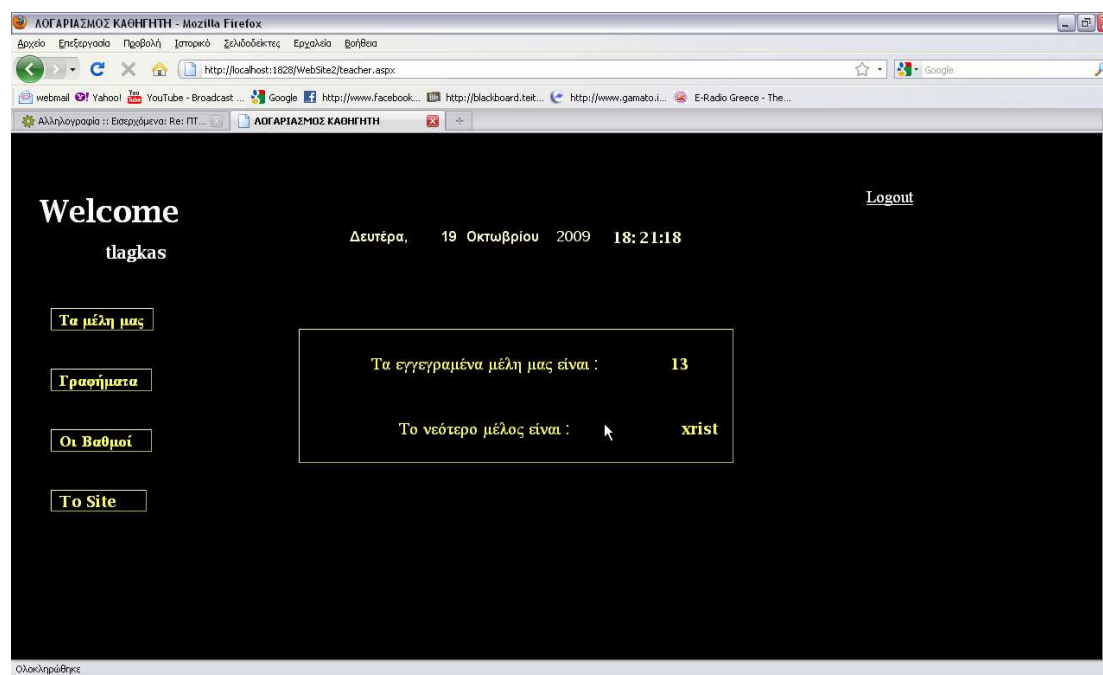 ΛΟΓΑΡΙΑΣΜΟΣ ΚΑΘΗΓΗΤΗ - Mozilla Firefox
Αρχείο Επεξεργασία Προβολή Ιστορικό Σελιδοδείκτες Εργαλεία Βοήθεια
http://localhost:1828/WebSite2/teacher.aspx Google
webmail Yahoo! YouTube - Broadcast ... Google http://www.facebook... http://blackboard.teit... http://www.gamato.i... E-Radio Greece - The...
Αλληλογραφία :: Εισερχόμενα: Re: ΠΤ... ΛΟΓΑΡΙΑΣΜΟΣ ΚΑΘΗΓΗΤΗ
Logout
Welcome
tlagkas
Δευτέρα, 19 Οκτωβρίου 2009 18:21:18
Τα μέλη μας
Γραφήματα
Οι Βαθμοί
Το Site
Τα εγγεγραμένα μέλη μας είναι : 13
Το νεότερο μέλος είναι : xrist
Ολοκληρώθηκε